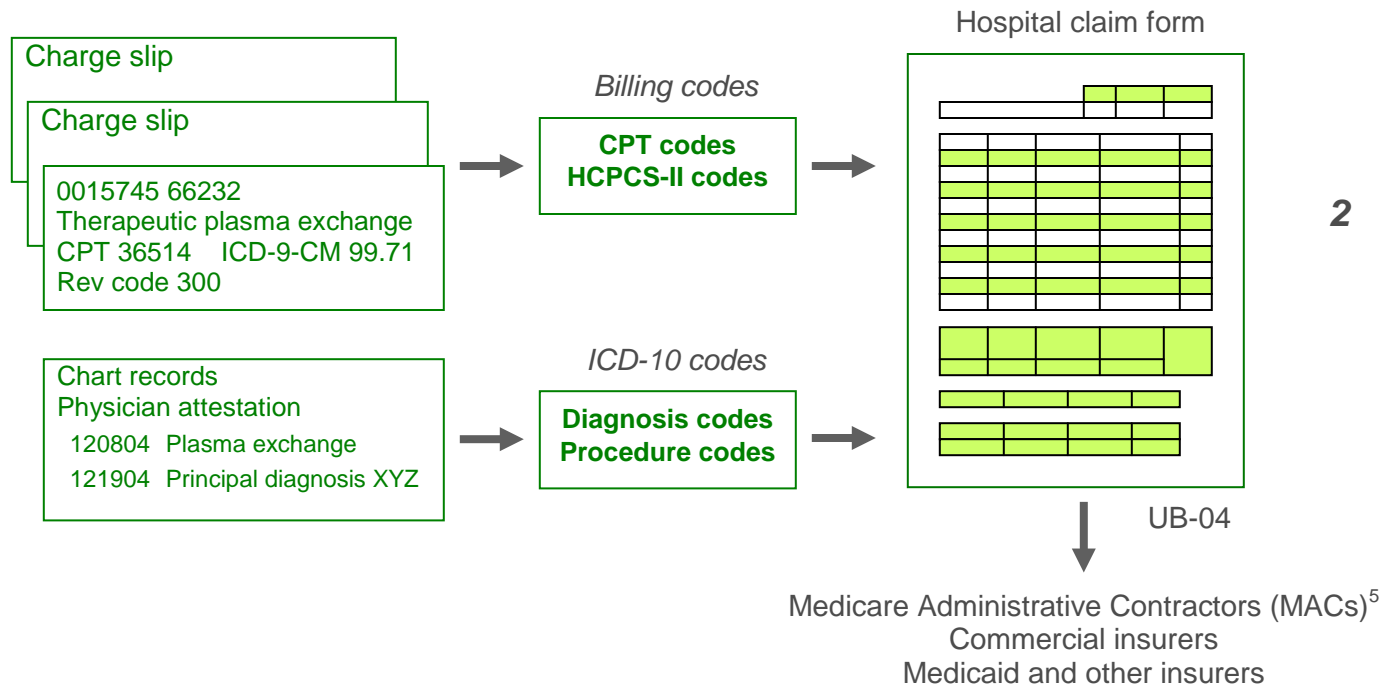 Hospital claim form
Charge slip
Charge slip
0015745 66232
Therapeutic plasma exchange
CPT 36514 ICD-9-CM 99.71
Rev code 300
Billing codes
CPT codes
HCPCS-II codes
2
Chart records
Physician attestation
120804 Plasma exchange
121904 Principal diagnosis XYZ
ICD-10 codes
Diagnosis codes
Procedure codes
UB-04
Medicare Administrative Contractors (MACs)5
Commercial insurers
Medicaid and other insurers